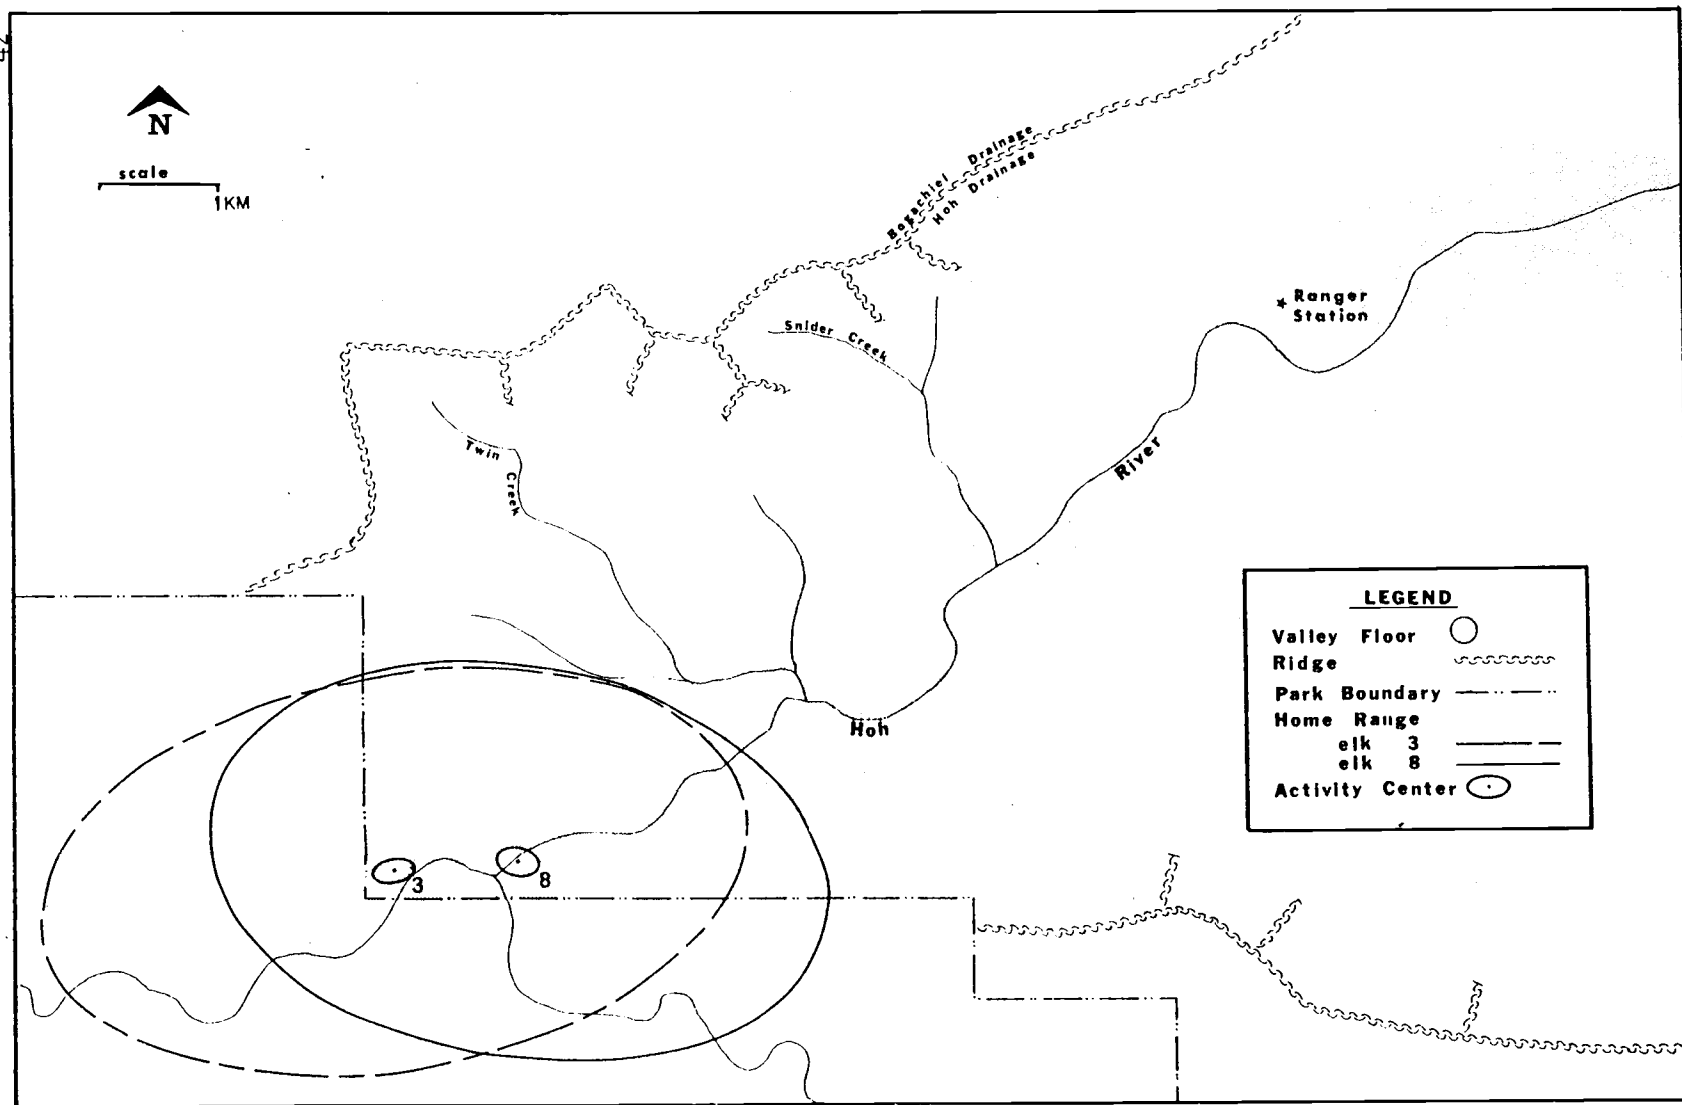 42
N
scale
1KM
Bogachiel Drainage
Hoh Drainage
Snider Creek
* Ranger
Station
Twin Creek
River
Hoh
3
8
LEGEND
Valley Floor
Ridge
Park Boundary
Home Range
elk 3
elk 8
Activity Center